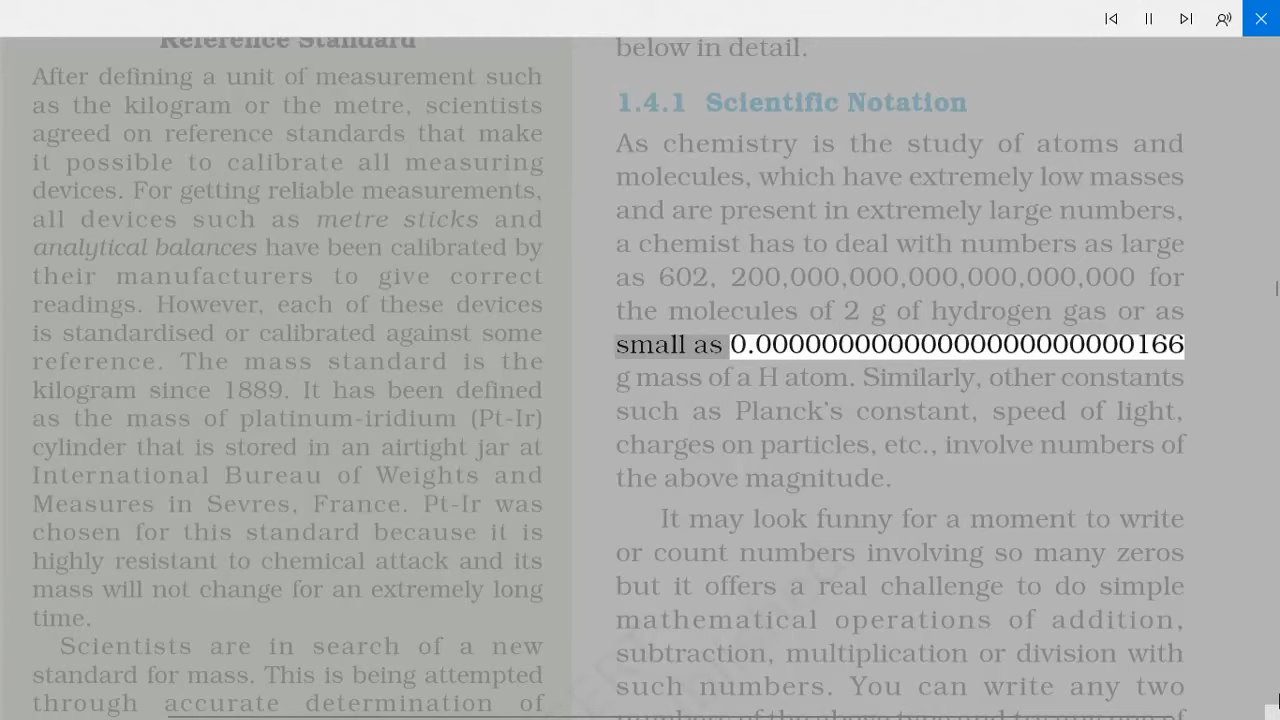 Reference Standard
After defining a unit of measurement such
as the kilogram or the metre, scientists
agreed on reference standards that make
it possible to calibrate all measuring
devices. For getting reliable measurements,
all devices such as metre sticks and
analytical balances have been calibrated by
their manufacturers to give correct
readings. However, each of these devices
is standardised or calibrated against some
reference. The mass standard is the
kilogram since 1889. It has been defined
as the mass of platinum-iridium (Pt-Ir)
cylinder that is stored in an airtight jar at
International Bureau of Weights and
Measures in Sevres, France. Pt-Ir was
chosen for this standard because it is
highly resistant to chemical attack and its
mass will not change for an extremely long
time.
Scientists are in search of a new
standard for mass. This is being attempted
through accurate determination of
below in detail.
1.4.1 Scientific Notation
As chemistry is the study of atoms and
molecules, which have extremely low masses
and are present in extremely large numbers,
a chemist has to deal with numbers as large
as 602, 200,000,000,000,000,000,000 for
the molecules of 2 g of hydrogen gas or as
small as 0.00000000000000000000000166
g mass of a H atom. Similarly, other constants
such as Planck's constant, speed of light,
charges on particles, etc., involve numbers of
the above magnitude.
It may look funny for a moment to write
or count numbers involving so many zeros
but it offers a real challenge to do simple
mathematical operations of addition,
subtraction, multiplication or division with
such numbers. You can write any two